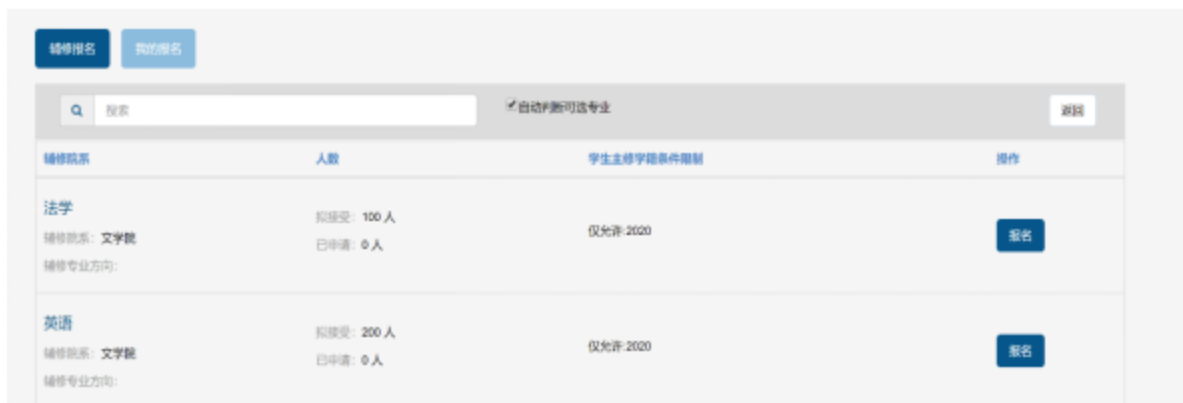 辅修报名 我的报名
搜索 自动判断可选专业 返回
辅修院系 人数 学生主修学籍条件限制 操作
法学
辅修院系: 文学院
辅修专业方向:
拟接受: 100 人
已申请: 0 人
仅允许:2020
报名
英语
辅修院系: 文学院
辅修专业方向:
拟接受: 200 人
已申请: 0 人
仅允许:2020
报名